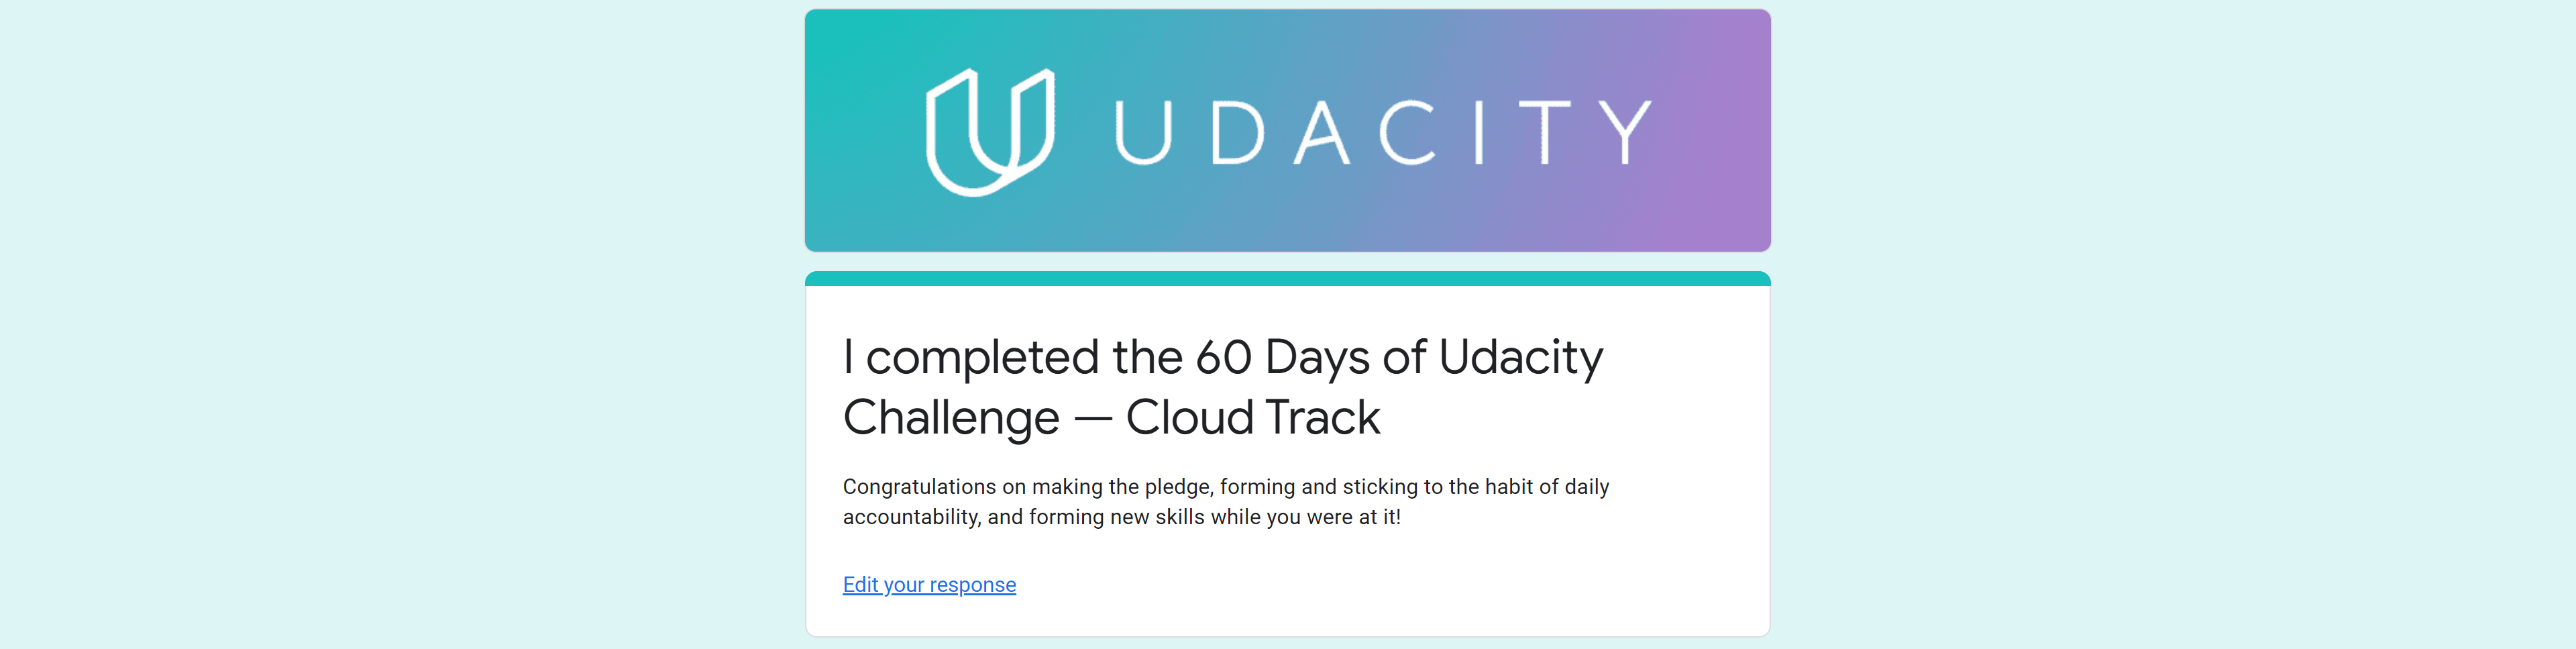 UDACITY
I completed the 60 Days of Udacity
Challenge — Cloud Track
Congratulations on making the pledge, forming and sticking to the habit of daily
accountability, and forming new skills while you were at it!
Edit your response